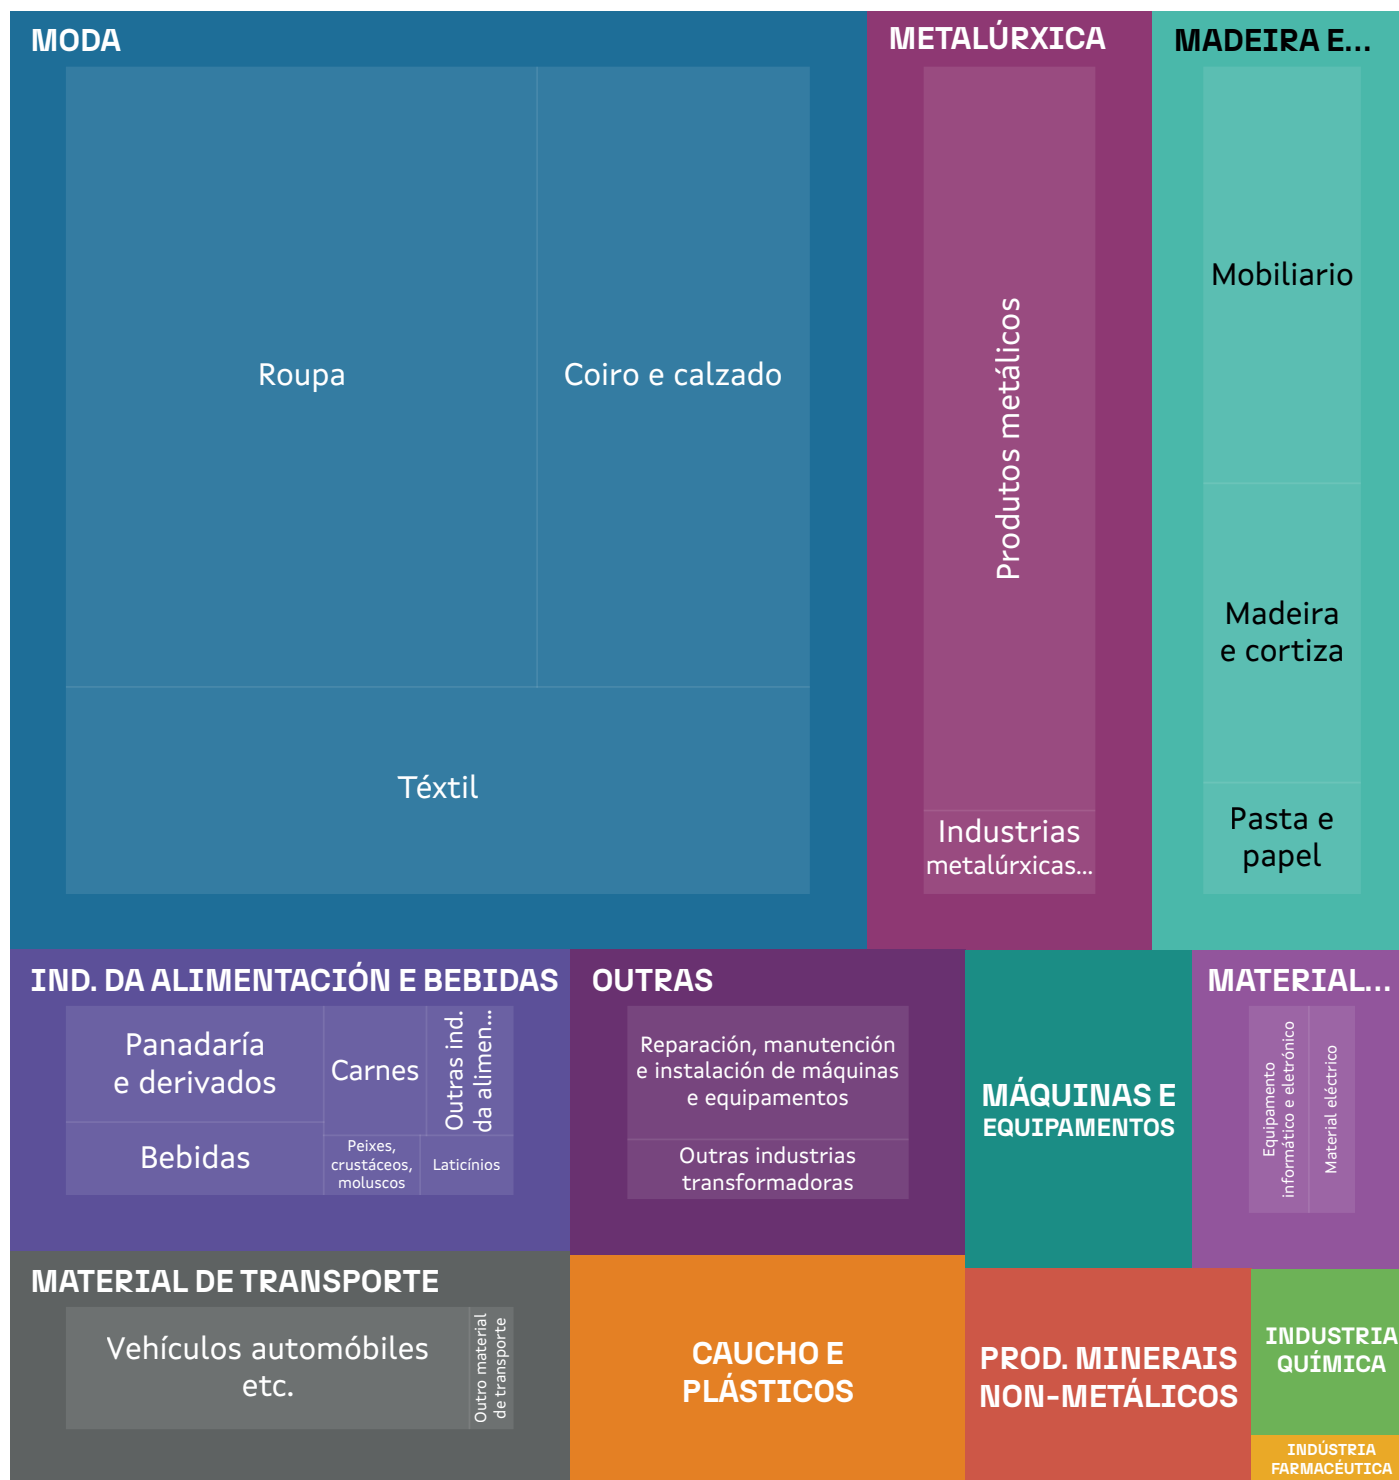 MODA
Roupa
Coiro e calzado
Téxtil
METALÚRXICA
Produtos metálicos
Industrias
metalúrxicas...
MADEIRA E...
Mobiliario
Madeira
e cortiza
Pasta e
papel
IND. DA ALIMENTACIÓN E BEBIDAS
Panadaría
e derivados
Bebidas
Carnes
Outras ind.
da alimen...
Peixes,
crustáceos,
moluscos
Laticínios
OUTRAS
Reparación, manutención
e instalación de máquinas
e equipamentos
Outras industrias
transformadoras
MÁQUINAS E
EQUIPAMENTOS
MATERIAL...
Equipamento
informático e eletrónico
Material eléctrico
MATERIAL DE TRANSPORTE
Vehículos automóbiles
etc.
Outro material
de transporte
CAUCHO E
PLÁSTICOS
PROD. MINERAIS
NON-METÁLICOS
INDUSTRIA
QUÍMICA
INDÚSTRIA
FARMACÉUTICA